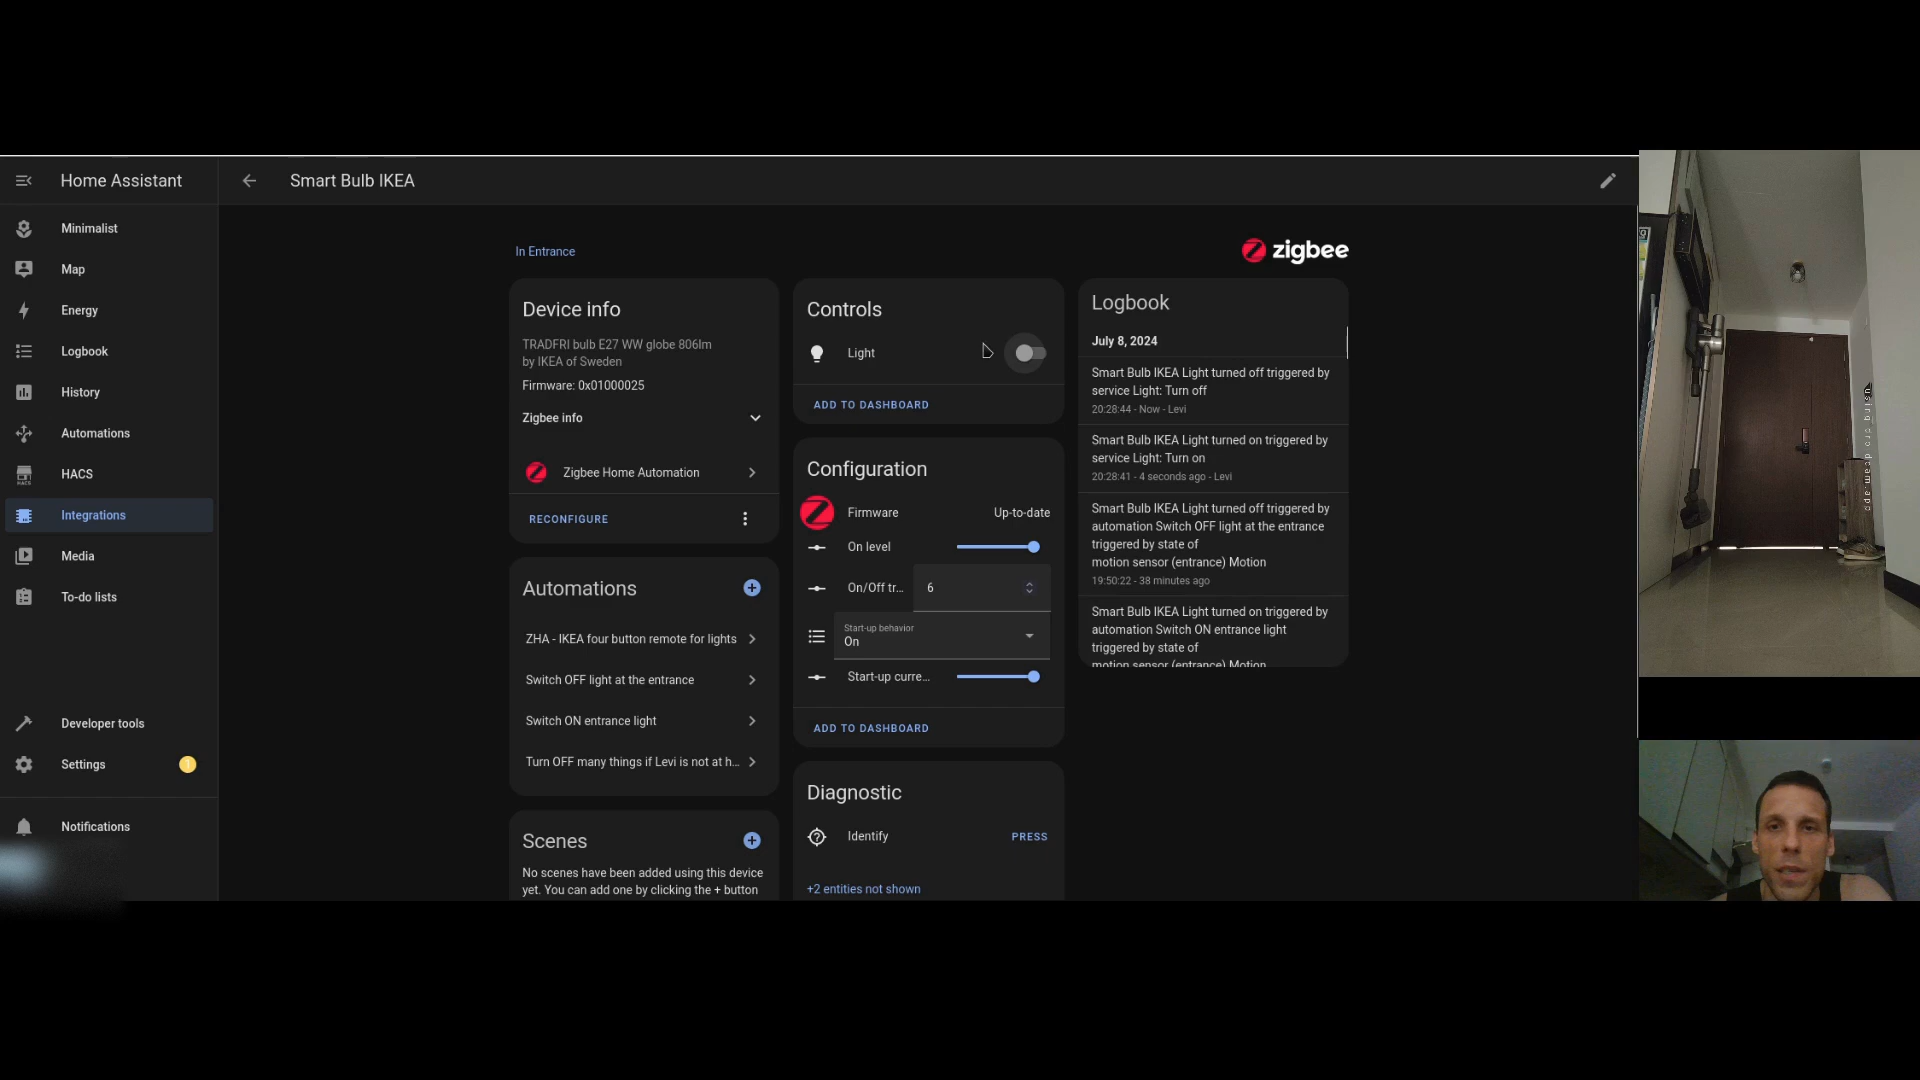 Home Assistant
Minimalist
Map
Energy
Logbook
History
Automations
HACS
Integrations
Media
To-do lists
Developer tools
Settings
1
Notifications
Smart Bulb IKEA
In Entrance
zigbee
Device info
TRADFRI bulb E27 WW globe 806lm
by IKEA of Sweden
Firmware: 0x01000025
Zigbee info
Zigbee Home Automation
RECONFIGURE
Automations
ZHA - IKEA four button remote for lights
Switch OFF light at the entrance
Switch ON entrance light
Turn OFF many things if Levi is not at h...
Scenes
No scenes have been added using this device
yet. You can add one by clicking the + button
Controls
Light
ADD TO DASHBOARD
Configuration
Firmware
Up-to-date
On level
On/Off tr...
6
Start-up behavior
On
Start-up curre...
ADD TO DASHBOARD
Diagnostic
Identify
PRESS
+2 entities not shown
Logbook
July 8, 2024
Smart Bulb IKEA Light turned off triggered by
service Light: Turn off
20:28:44 - Now - Levi
Smart Bulb IKEA Light turned on triggered by
service Light: Turn on
20:28:41 - 4 seconds ago - Levi
Smart Bulb IKEA Light turned off triggered by
automation Switch OFF light at the entrance
triggered by state of
motion sensor (entrance) Motion
19:50:22 - 38 minutes ago
Smart Bulb IKEA Light turned on triggered by
automation Switch ON entrance light
triggered by state of
motion sensor (entrance) Motion
using droidcam.app